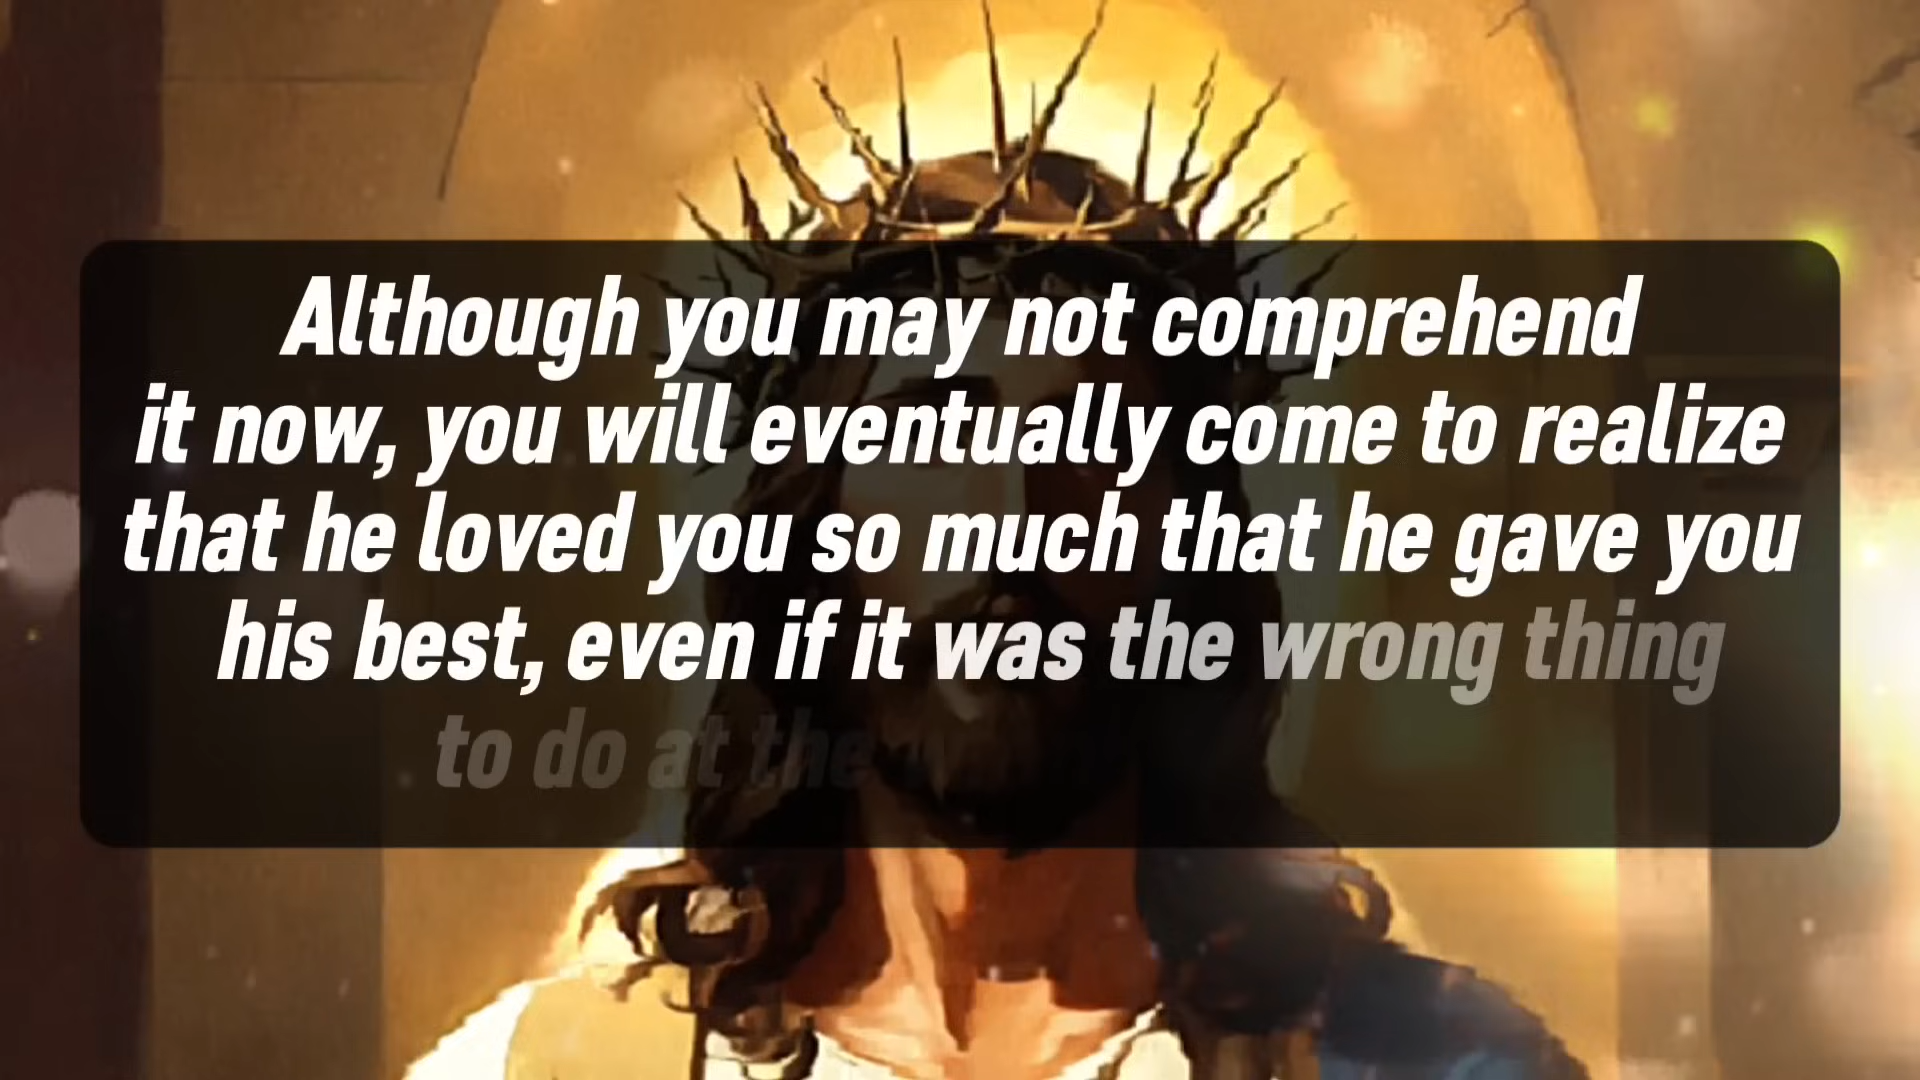 Although you may not comprehend
it now, you will eventually come to realize
that he loved you so much that he gave you
his best, even if it was the wrong thing
to do at the